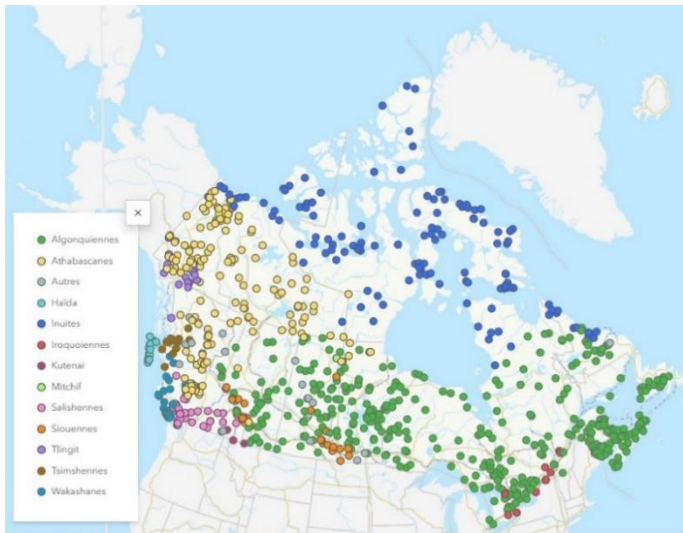 ×
Algonquiennes
Athabascanes
Autres
Haïda
Inuites
Iroquoiennes
Kutenai
Mitchif
Salishennes
Siouennes
Tlingit
Tsimshennes
Wakashanes